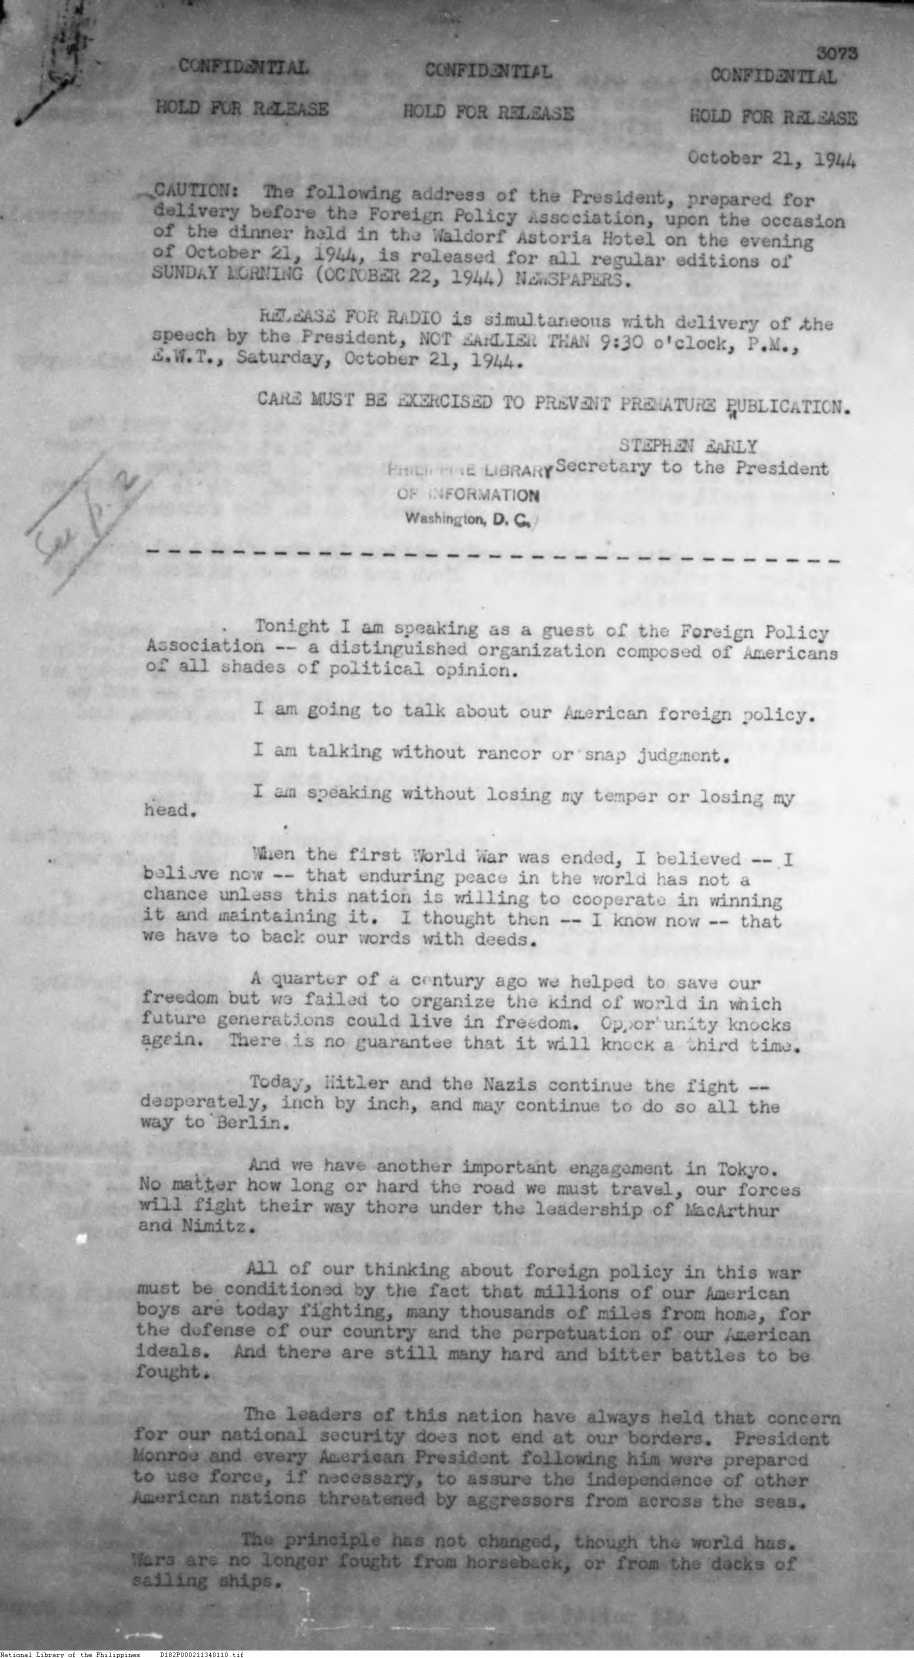 3073
CONFIDENTIAL CONFIDENTIAL CONFIDENTIAL
HOLD FOR RELEASE HOLD FOR RELEASE HOLD FOR RELEASE
October 21, 1944
CAUTION: The following address of the President, prepared for
delivery before the Foreign Policy Association, upon the occasion
of the dinner held in the Waldorf Astoria Hotel on the evening
of October 21, 1944, is released for all regular editions of
SUNDAY MORNING (OCTOBER 22, 1944) NEWSPAPERS.
RELEASE FOR RADIO is simultaneous with delivery of the
speech by the President, NOT EARLIER THAN 9:30 o'clock, P.M.,
E.W.T., Saturday, October 21, 1944.
CARE MUST BE EXERCISED TO PREVENT PREMATURE PUBLICATION.
STEPHEN EARLY
Secretary to the President
PHILIPPINE LIBRARY
OF INFORMATION
Washington, D. C.
See p. 2
Tonight I am speaking as a guest of the Foreign Policy
Association -- a distinguished organization composed of Americans
of all shades of political opinion.
I am going to talk about our American foreign policy.
I am talking without rancor or snap judgment.
I am speaking without losing my temper or losing my
head.
When the first World War was ended, I believed -- I
believe now -- that enduring peace in the world has not a
chance unless this nation is willing to cooperate in winning
it and maintaining it. I thought then -- I know now -- that
we have to back our words with deeds.
A quarter of a century ago we helped to save our
freedom but we failed to organize the kind of world in which
future generations could live in freedom. Opportunity knocks
again. There is no guarantee that it will knock a third time.
Today, Hitler and the Nazis continue the fight --
desperately, inch by inch, and may continue to do so all the
way to Berlin.
And we have another important engagement in Tokyo.
No matter how long or hard the road we must travel, our forces
will fight their way there under the leadership of MacArthur
and Nimitz.
All of our thinking about foreign policy in this war
must be conditioned by the fact that millions of our American
boys are today fighting, many thousands of miles from home, for
the defense of our country and the perpetuation of our American
ideals. And there are still many hard and bitter battles to be
fought.
The leaders of this nation have always held that concern
for our national security does not end at our borders. President
Monroe and every American President following him were prepared
to use force, if necessary, to assure the independence of other
American nations threatened by aggressors from across the seas.
The principle has not changed, though the world has.
Wars are no longer fought from horseback, or from the decks of
sailing ships.
National Library of the Philippines D182P000211340110.tif